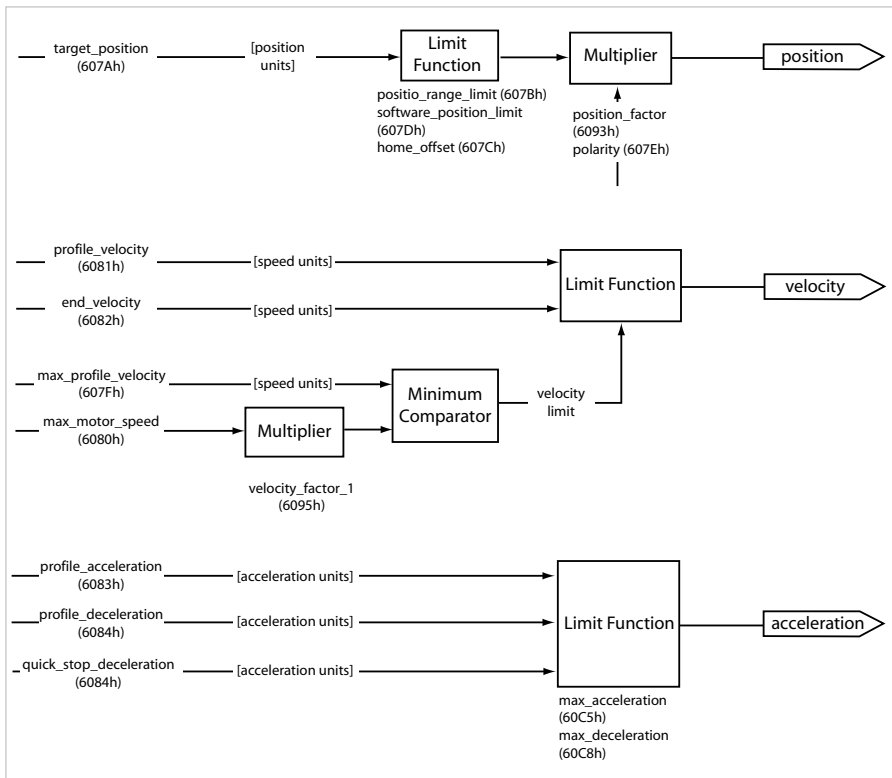 target_position
(607Ah)
[position
units]
Limit
Function
Multiplier
position
positio_range_limit (607Bh)
software_position_limit
(607Dh)
home_offset (607Ch)
position_factor
(6093h)
polarity (607Eh)
profile_velocity
(6081h)
[speed units]
end_velocity
(6082h)
[speed units]
Limit Function
velocity
max_profile_velocity
(607Fh)
[speed units]
max_motor_speed
(6080h)
Multiplier
Minimum
Comparator
velocity
limit
velocity_factor_1
(6095h)
profile_acceleration
(6083h)
[acceleration units]
profile_deceleration
(6084h)
[acceleration units]
quick_stop_deceleration
(6084h)
[acceleration units]
Limit Function
acceleration
max_acceleration
(60C5h)
max_deceleration
(60C8h)